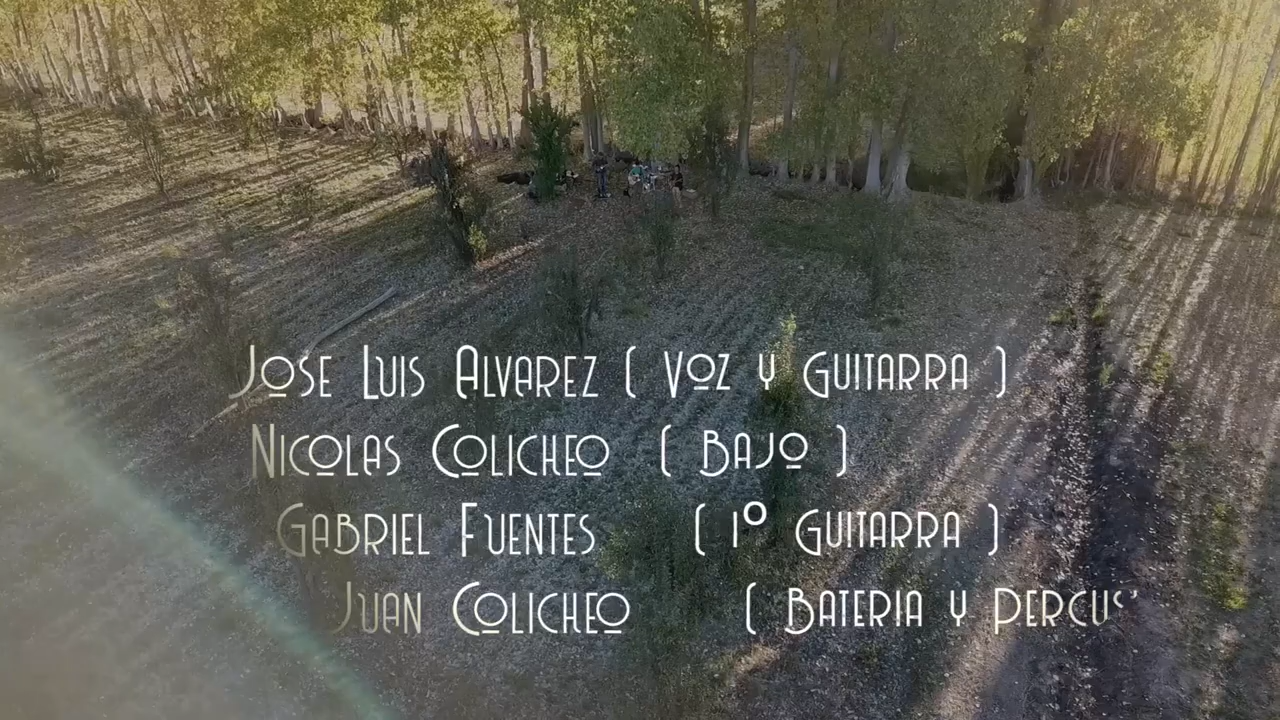 Jose Luis Alvarez ( Voz y Guitarra )
Nicolas Colicheo ( Bajo )
Gabriel Fuentes ( 1º Guitarra )
Juan Colicheo ( Bateria y